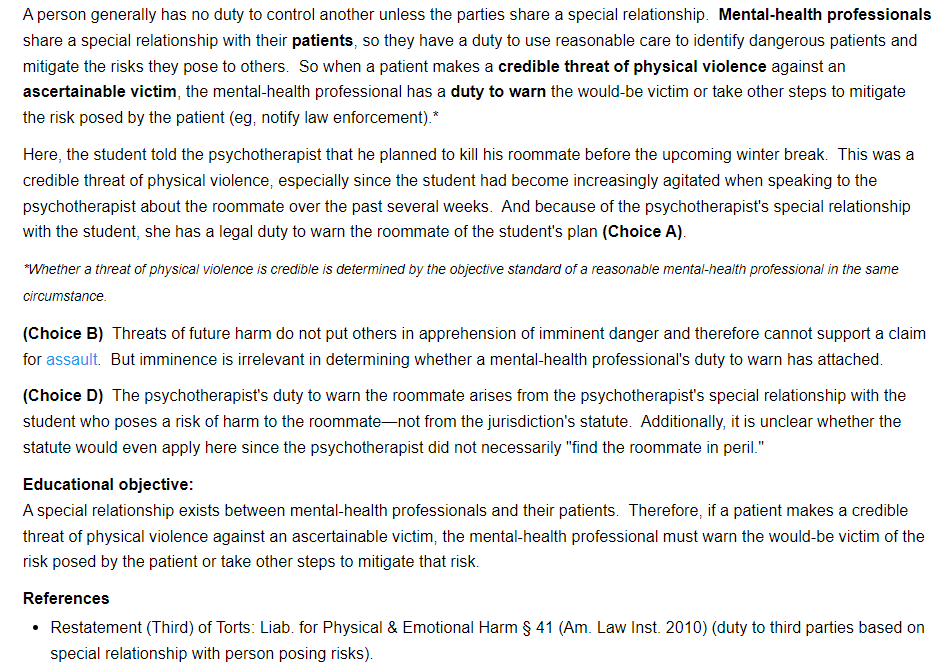 A person generally has no duty to control another unless the parties share a special relationship.  Mental-health professionals
share a special relationship with their patients, so they have a duty to use reasonable care to identify dangerous patients and
mitigate the risks they pose to others.  So when a patient makes a credible threat of physical violence against an
ascertainable victim, the mental-health professional has a duty to warn the would-be victim or take other steps to mitigate
the risk posed by the patient (eg, notify law enforcement).*
Here, the student told the psychotherapist that he planned to kill his roommate before the upcoming winter break.  This was a
credible threat of physical violence, especially since the student had become increasingly agitated when speaking to the
psychotherapist about the roommate over the past several weeks.  And because of the psychotherapist's special relationship
with the student, she has a legal duty to warn the roommate of the student's plan (Choice A).
*Whether a threat of physical violence is credible is determined by the objective standard of a reasonable mental-health professional in the same
circumstance.
(Choice B)  Threats of future harm do not put others in apprehension of imminent danger and therefore cannot support a claim
for assault.  But imminence is irrelevant in determining whether a mental-health professional's duty to warn has attached.
(Choice D)  The psychotherapist's duty to warn the roommate arises from the psychotherapist's special relationship with the
student who poses a risk of harm to the roommate—not from the jurisdiction's statute.  Additionally, it is unclear whether the
statute would even apply here since the psychotherapist did not necessarily "find the roommate in peril."
Educational objective:
A special relationship exists between mental-health professionals and their patients.  Therefore, if a patient makes a credible
threat of physical violence against an ascertainable victim, the mental-health professional must warn the would-be victim of the
risk posed by the patient or take other steps to mitigate that risk.
References
• Restatement (Third) of Torts: Liab. for Physical & Emotional Harm § 41 (Am. Law Inst. 2010) (duty to third parties based on
special relationship with person posing risks).